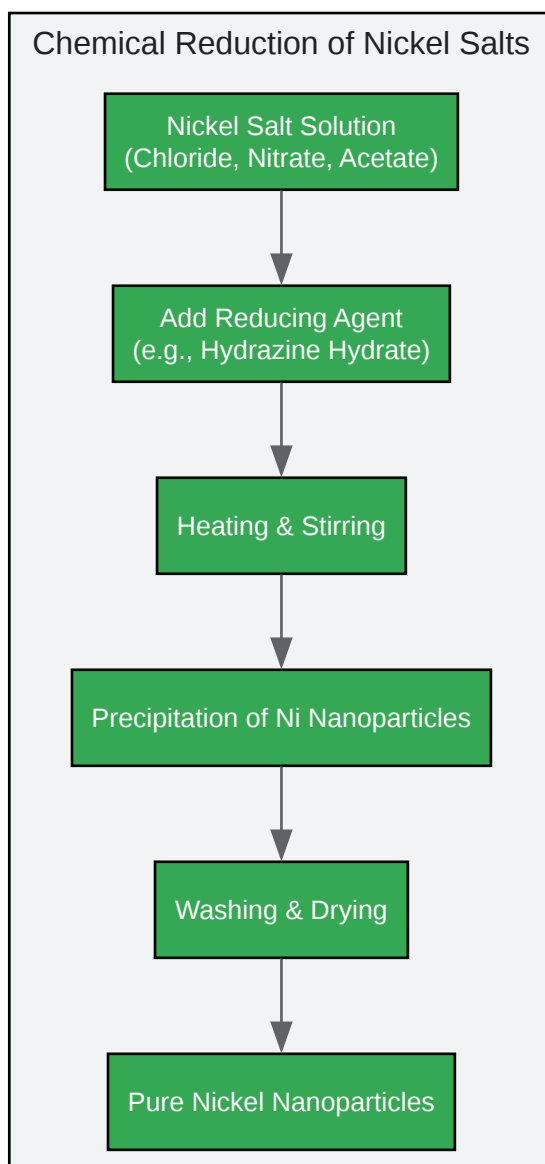 Chemical Reduction of Nickel Salts
Nickel Salt Solution
(Chloride, Nitrate, Acetate)
Add Reducing Agent
(e.g., Hydrazine Hydrate)
Heating & Stirring
Precipitation of Ni Nanoparticles
Washing & Drying
Pure Nickel Nanoparticles